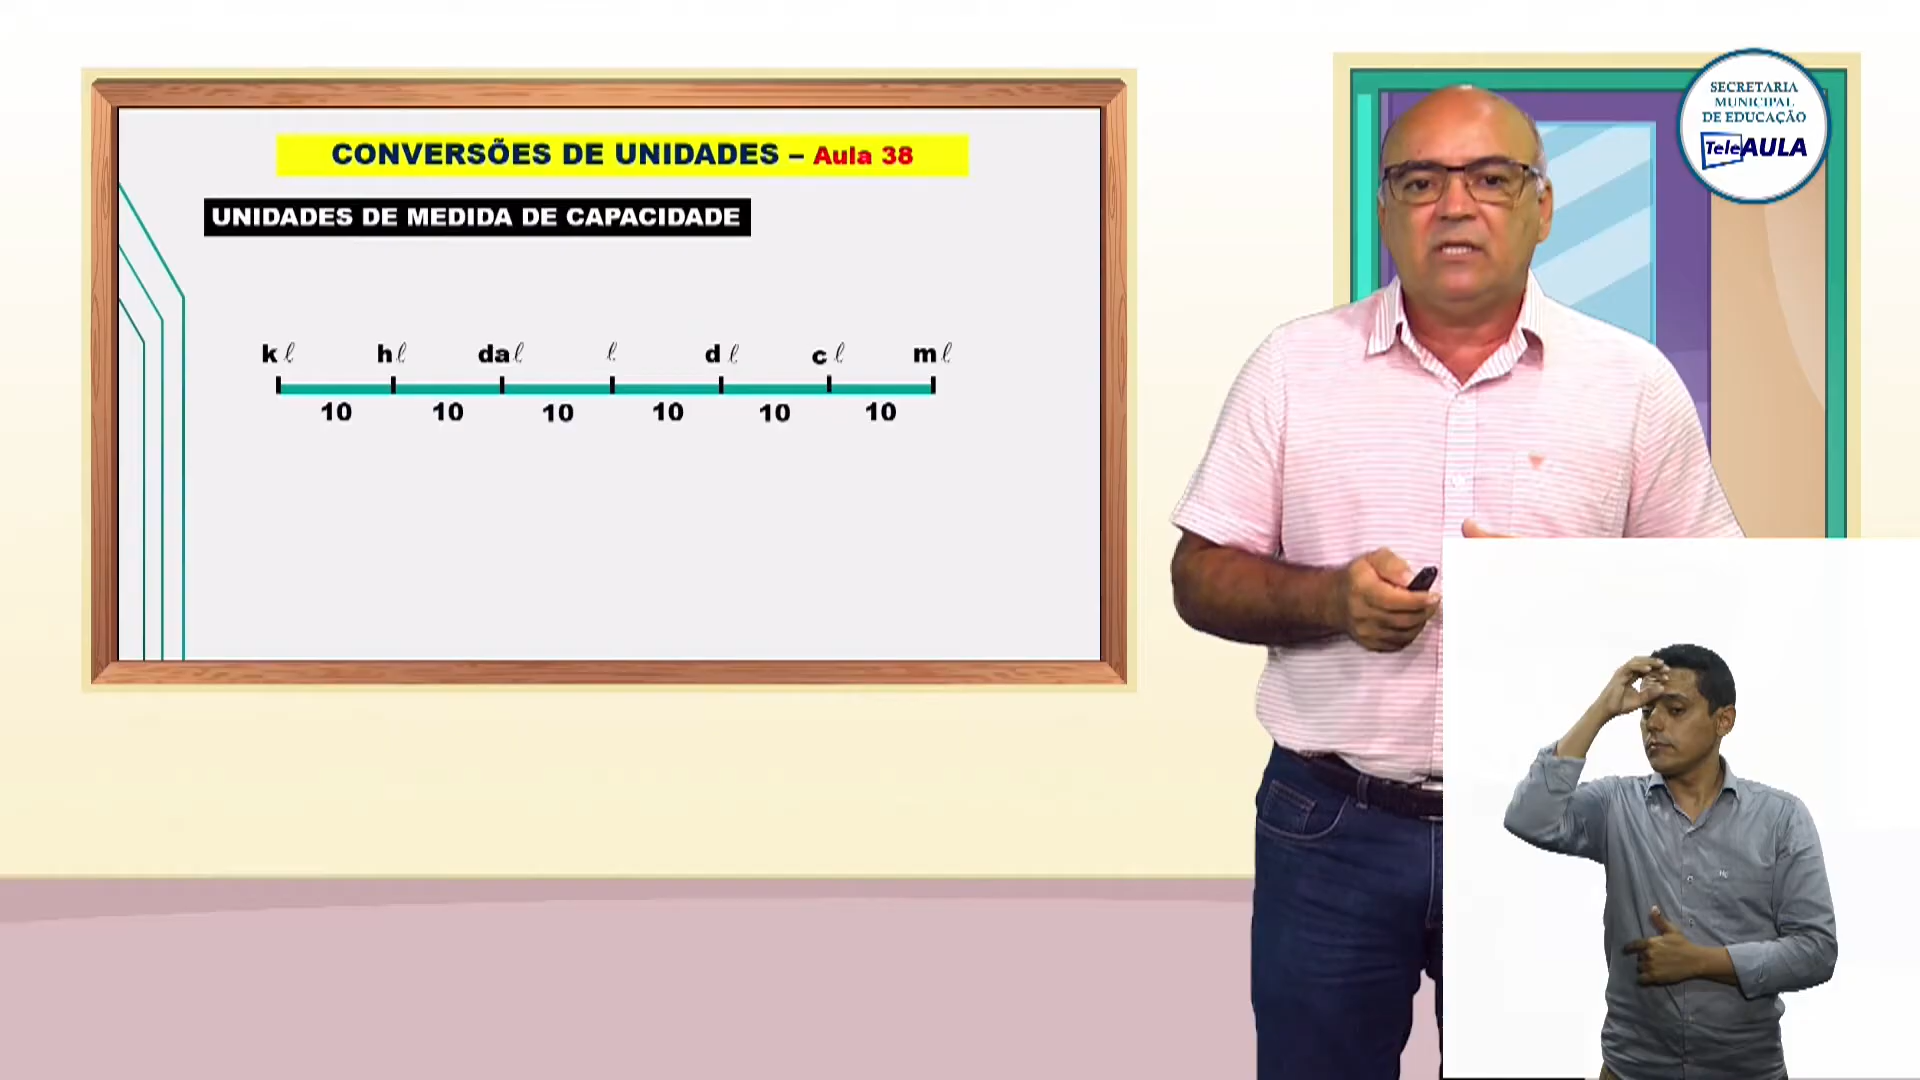 CONVERSÕES DE UNIDADES – Aula 38
UNIDADES DE MEDIDA DE CAPACIDADE
kℓ hℓ daℓ ℓ dℓ cℓ mℓ
10 10 10 10 10 10
SECRETARIA
MUNICIPAL
DE EDUCAÇÃO
TeleAULA